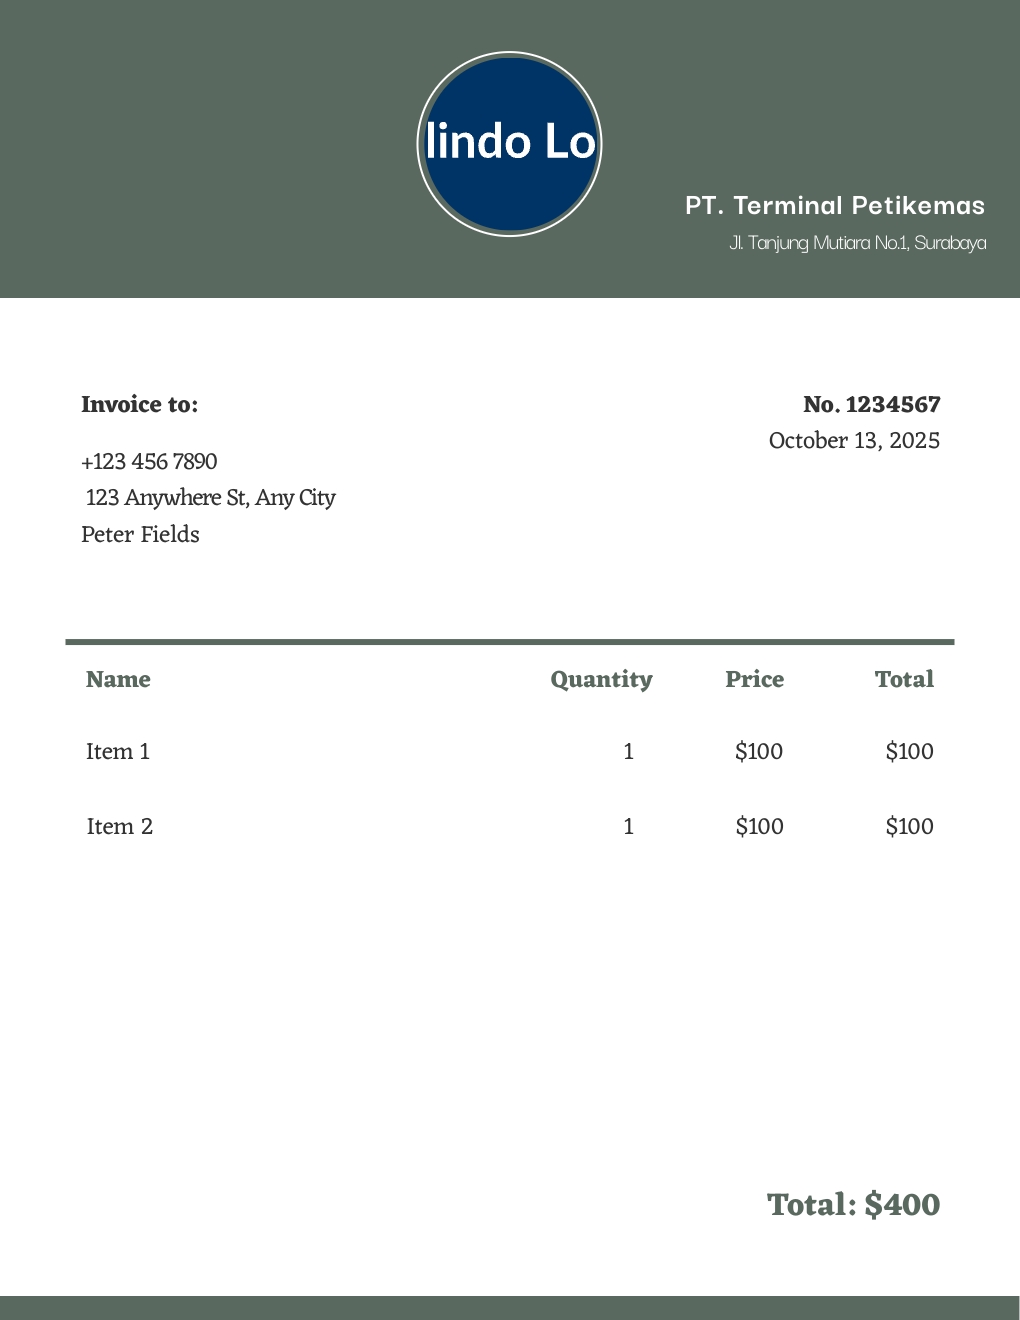 lindo Lo
PT. Terminal Petikemas
Jl. Tanjung Mutiara No.1, Surabaya
Invoice to:
No. 1234567
October 13, 2025
+123 456 7890
123 Anywhere St, Any City
Peter Fields
Name Quantity Price Total
Item 1 1 $100 $100
Item 2 1 $100 $100
Total: $400